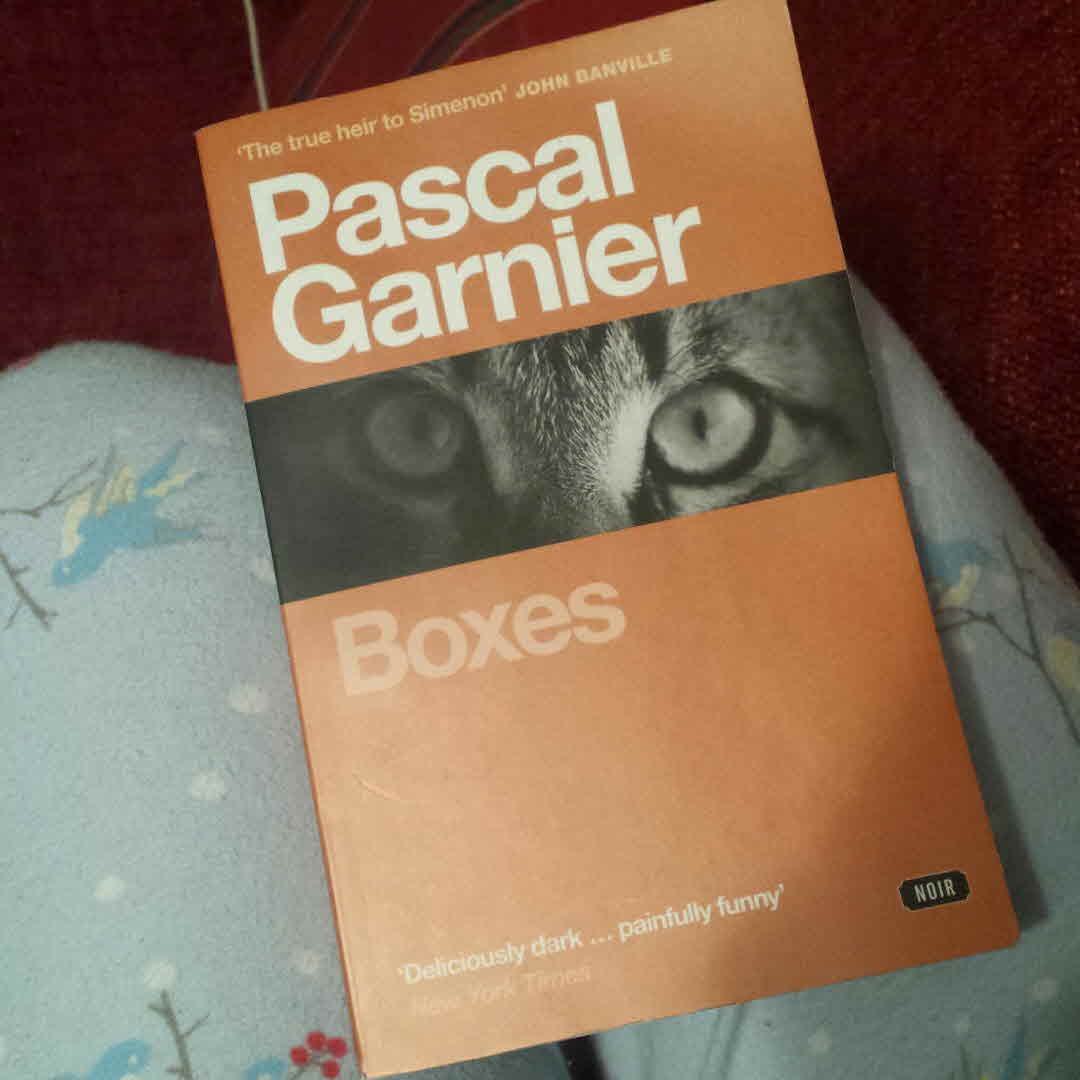 ‘The true heir to Simenon’ JOHN BANVILLE
Pascal
Garnier
Boxes
NOIR
‘Deliciously dark ... painfully funny’
New York Times